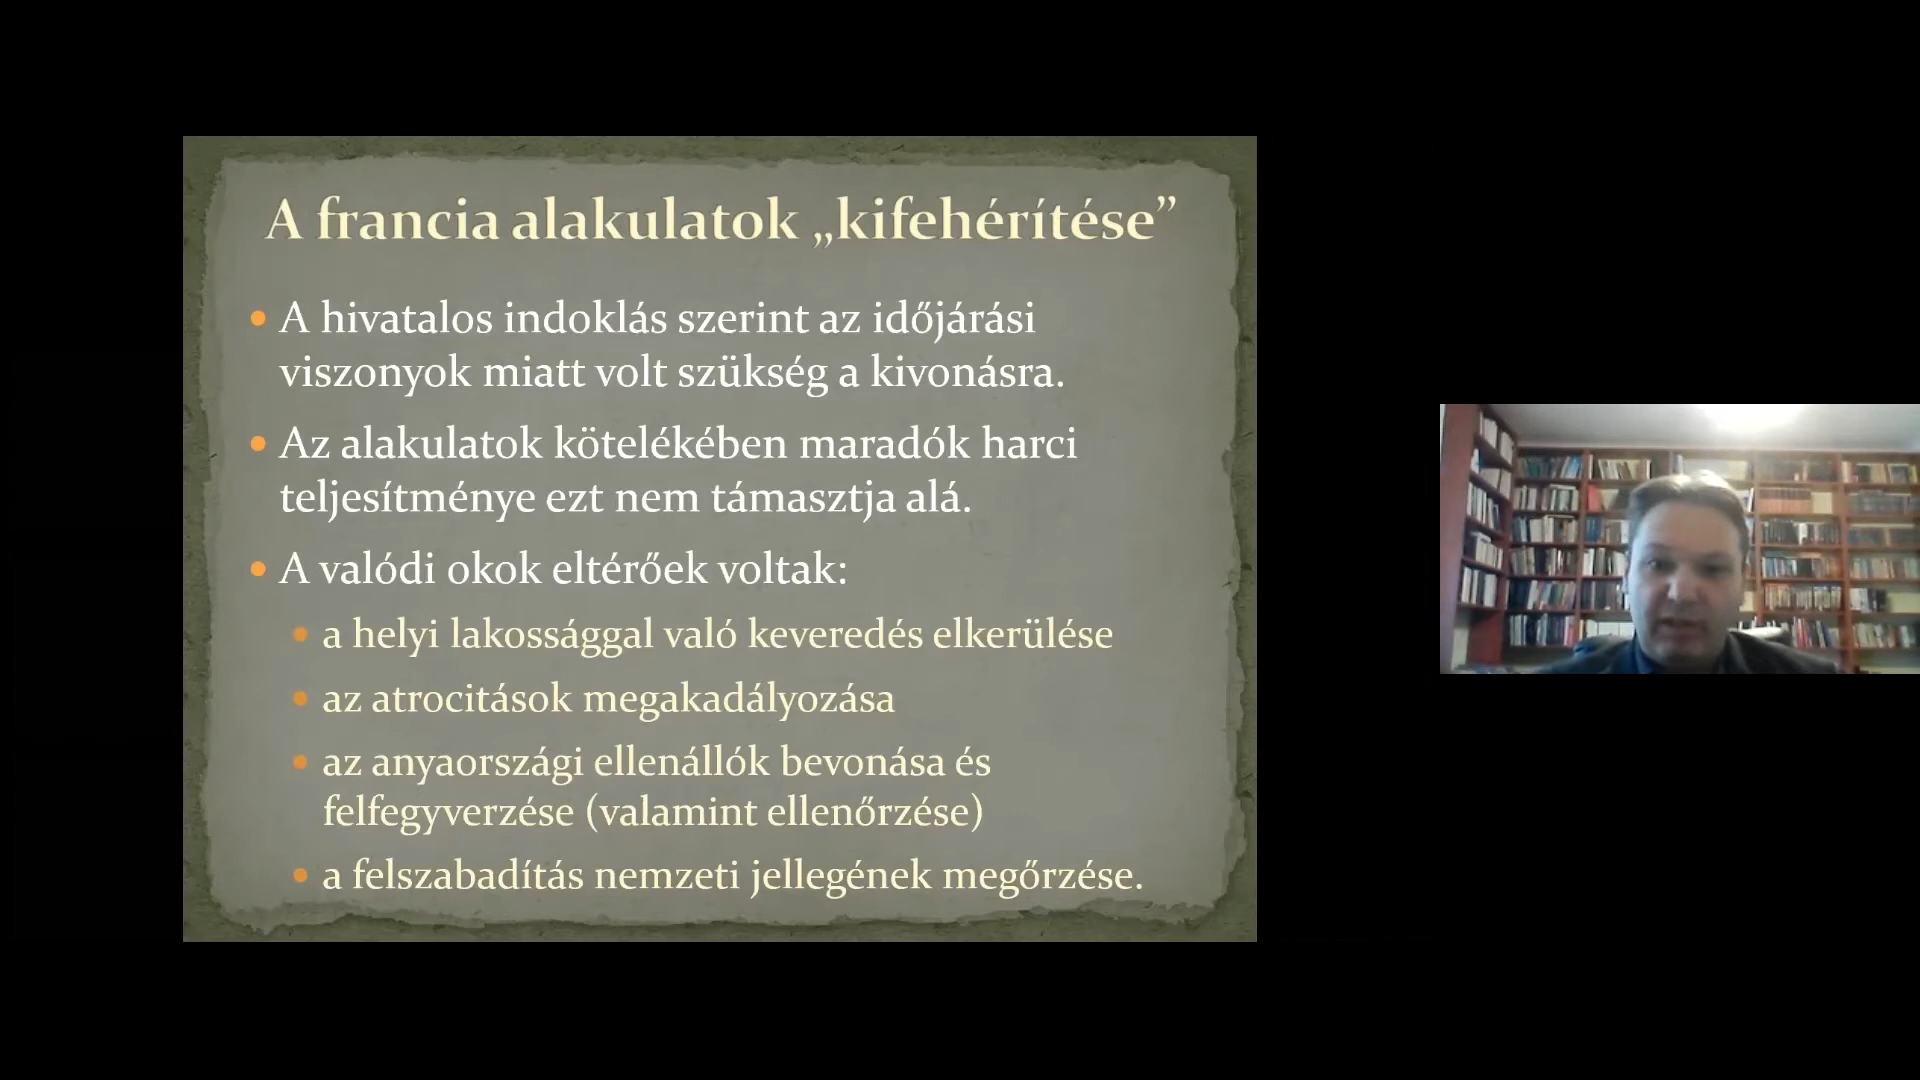 A francia alakulatok „kifehérítése”
• A hivatalos indoklás szerint az időjárási
viszonyok miatt volt szükség a kivonásra.
• Az alakulatok kötelékében maradók harci
teljesítménye ezt nem támasztja alá.
• A valódi okok eltérőek voltak:
• a helyi lakossággal való keveredés elkerülése
• az atrocitások megakadályozása
• az anyaországi ellenállók bevonása és
felfegyverzése (valamint ellenőrzése)
• a felszabadítás nemzeti jellegének megőrzése.